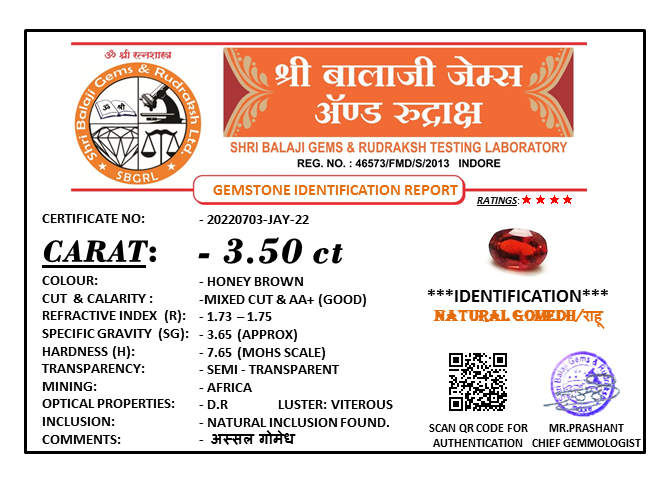 ॐ श्री रत्नशास्त्र
Shri Balaji Gems & Rudraksh Ltd.
SBGRL
श्री बालाजी जेम्स
अॅण्ड रुद्राक्ष
SHRI BALAJI GEMS & RUDRAKSH TESTING LABORATORY
REG. NO. : 46573/FMD/S/2013 INDORE
GEMSTONE IDENTIFICATION REPORT
RATINGS: ★ ★ ★ ★
CERTIFICATE NO: - 20220703-JAY-22
CARAT: - 3.50 ct
COLOUR: - HONEY BROWN
CUT & CALARITY : -MIXED CUT & AA+ (GOOD)
REFRACTIVE INDEX (R): - 1.73 – 1.75
SPECIFIC GRAVITY (SG): - 3.65 (APPROX)
HARDNESS (H): - 7.65 (MOHS SCALE)
TRANSPARENCY: - SEMI - TRANSPARENT
MINING: - AFRICA
OPTICAL PROPERTIES: - D.R LUSTER: VITEROUS
INCLUSION: - NATURAL INCLUSION FOUND.
COMMENTS: - अस्सल गोमेध
***IDENTIFICATION***
NATURAL GOMEDH/राहू
Shri Balaji Gems & Rudraksh
SCAN QR CODE FOR
AUTHENTICATION
MR.PRASHANT
CHIEF GEMMOLOGIST